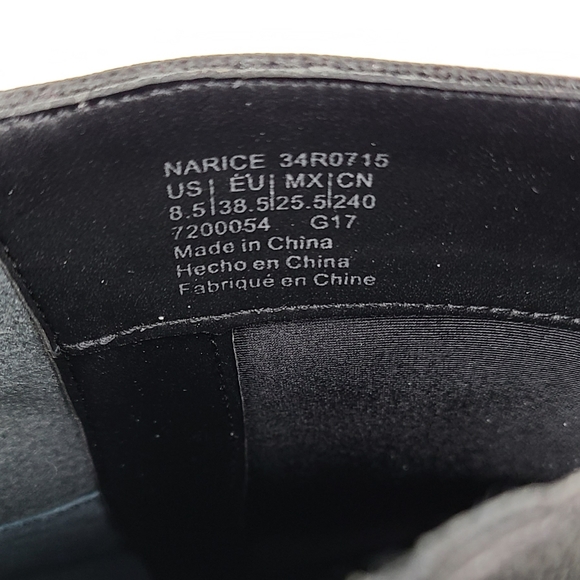 NARICE 34R0715
US| EU| MX|CN
8.5|38.5|25.5|240
7200054 G17
Made in China
Hecho en China
Fabriqué en Chine